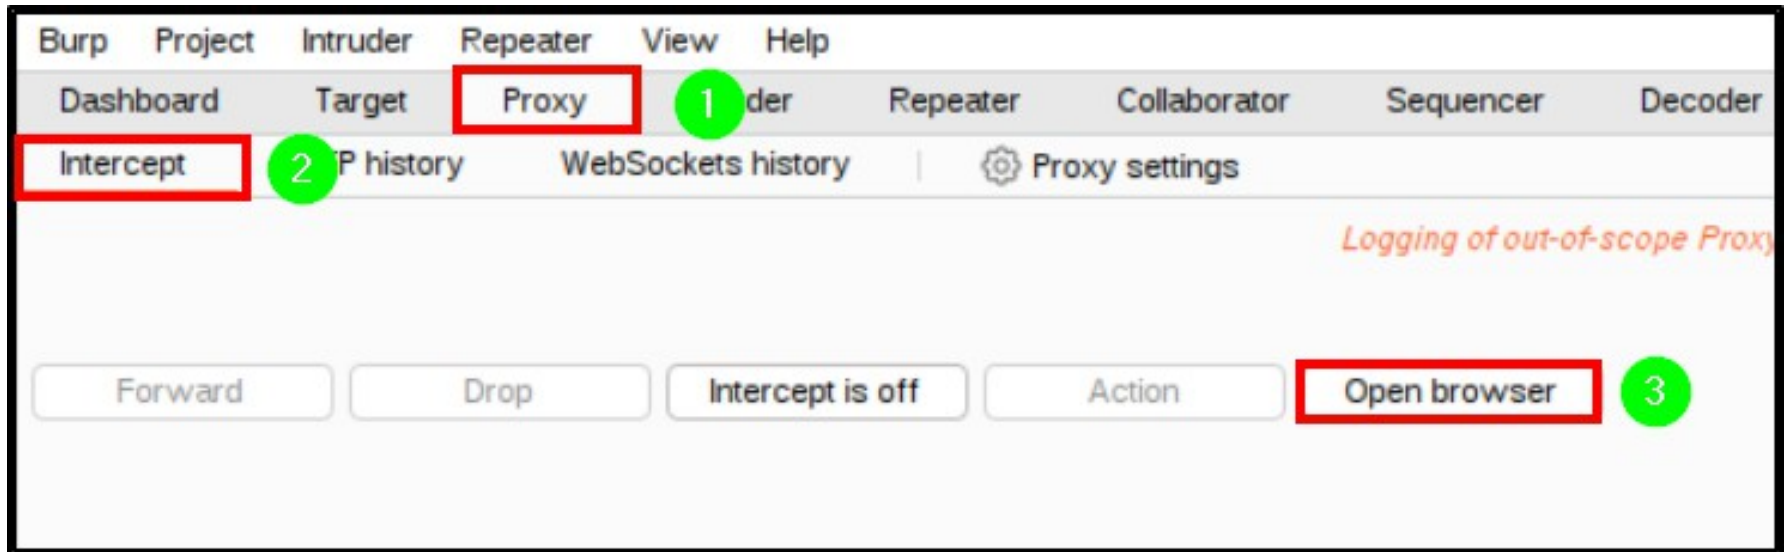 Burp Project Intruder Repeater View Help
Dashboard Target Proxy 1 der Repeater Collaborator Sequencer Decoder
Intercept 2 P history WebSockets history Proxy settings
Logging of out-of-scope Proxy
Forward Drop Intercept is off Action Open browser 3